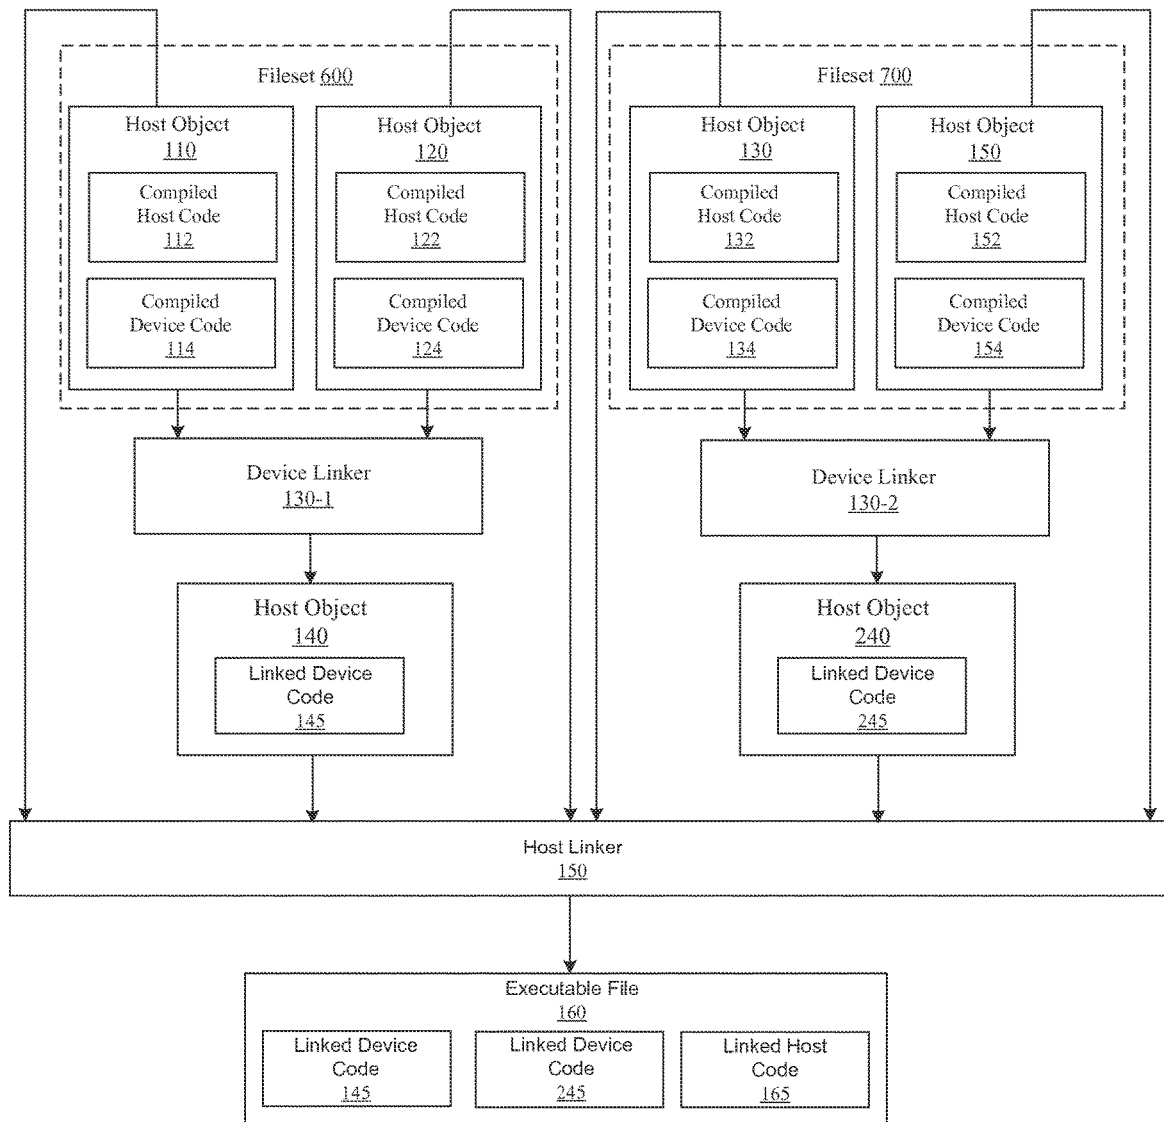 Fileset 600
Host Object
110
Compiled
Host Code
112
Compiled
Device Code
114
Host Object
120
Compiled
Host Code
122
Compiled
Device Code
124
Fileset 700
Host Object
130
Compiled
Host Code
132
Compiled
Device Code
134
Host Object
150
Compiled
Host Code
152
Compiled
Device Code
154
Device Linker
130-1
Device Linker
130-2
Host Object
140
Linked Device
Code
145
Host Object
240
Linked Device
Code
245
Host Linker
150
Executable File
160
Linked Device
Code
145
Linked Device
Code
245
Linked Host
Code
165